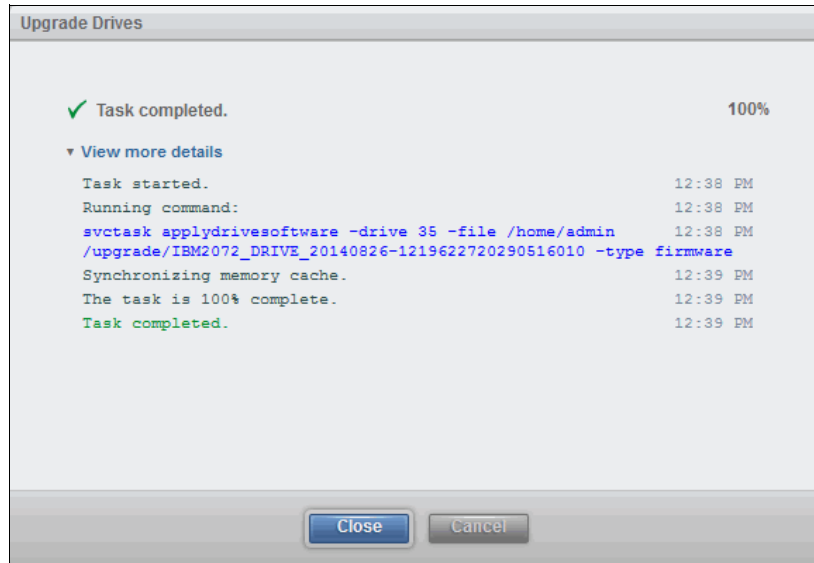 Upgrade Drives
✓ Task completed. 100%
▼ View more details
Task started. 12:38 PM
Running command: 12:38 PM
svctask applydrivesoftware -drive 35 -file /home/admin 12:38 PM
/upgrade/IBM2072_DRIVE_20140826-1219622720290516010 -type firmware
Synchronizing memory cache. 12:39 PM
The task is 100% complete. 12:39 PM
Task completed. 12:39 PM
Close Cancel